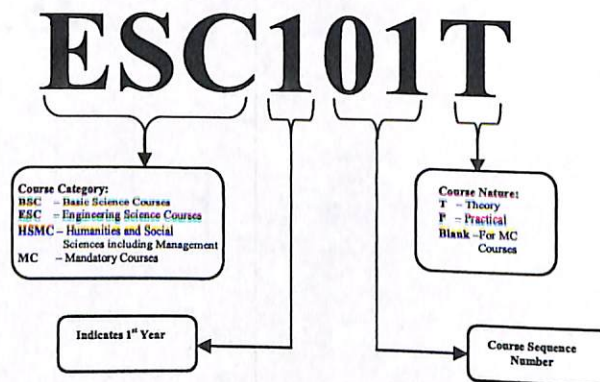 ESC101T
Course Category:
BSC – Basic Science Courses
ESC – Engineering Science Courses
HSMC – Humanities and Social
Sciences including Management
MC – Mandatory Courses
Course Nature:
T – Theory
P – Practical
Blank –For MC
Courses
Indicates 1st Year
Course Sequence
Number